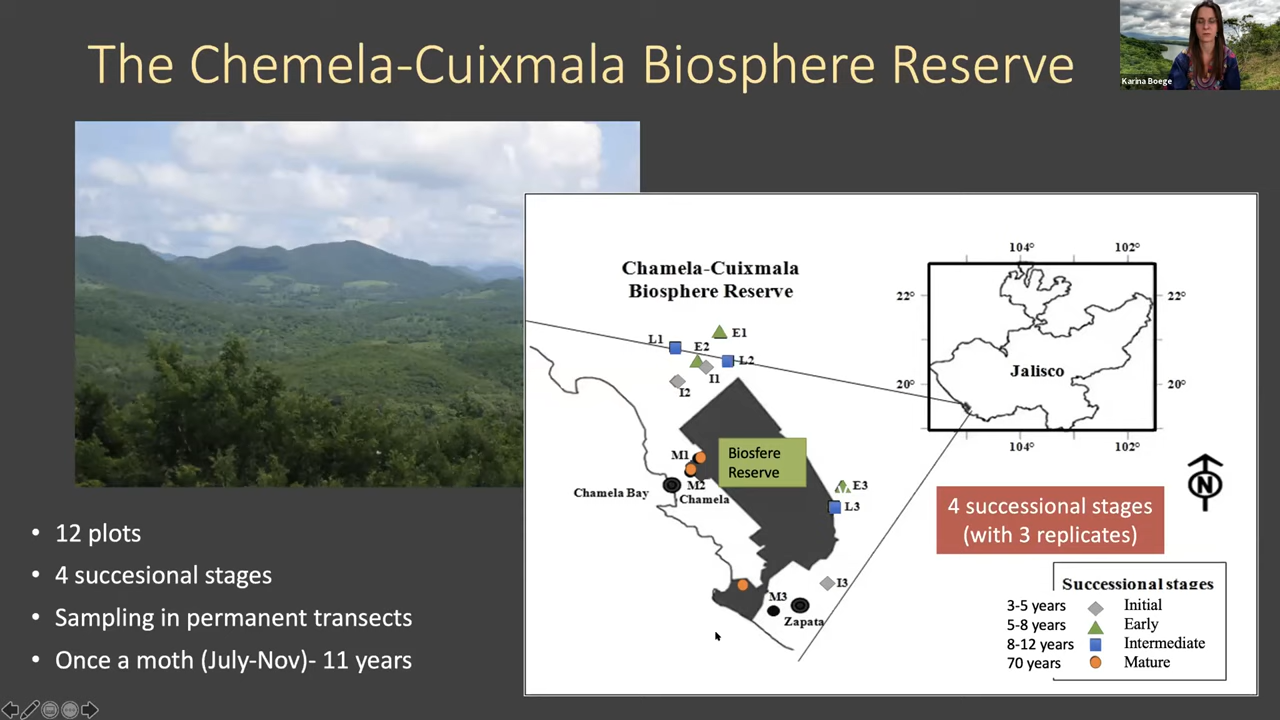 The Chemela-Cuixmala Biosphere Reserve
Karina Boege
Chamela-Cuixmala
Biosphere Reserve
L1
E2
E1
L2
I1
I2
M1
M2
Chamela Bay
Chamela
Biosfere
Reserve
E3
L3
I3
M3
Zapata
104°
102°
22°
22°
Jalisco
20°
20°
104°
102°
N
4 successional stages
(with 3 replicates)
Successional stages
3-5 years Initial
5-8 years Early
8-12 years Intermediate
70 years Mature
• 12 plots
• 4 succesional stages
• Sampling in permanent transects
• Once a moth (July-Nov)- 11 years